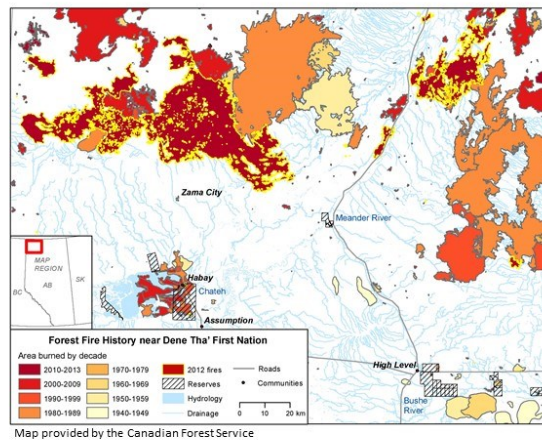 Zama City
Meander River
MAP
REGION
AB
SK
BC
Habay
Chateh
Assumption
High Level
Bushe
River
Forest Fire History near Dene Tha' First Nation
Area burned by decade
2010-2013
2000-2009
1990-1999
1980-1989
1970-1979
1960-1969
1950-1959
1940-1949
2012 fires
Reserves
Hydrology
Drainage
Roads
Communities
0 10 20 km
Map provided by the Canadian Forest Service